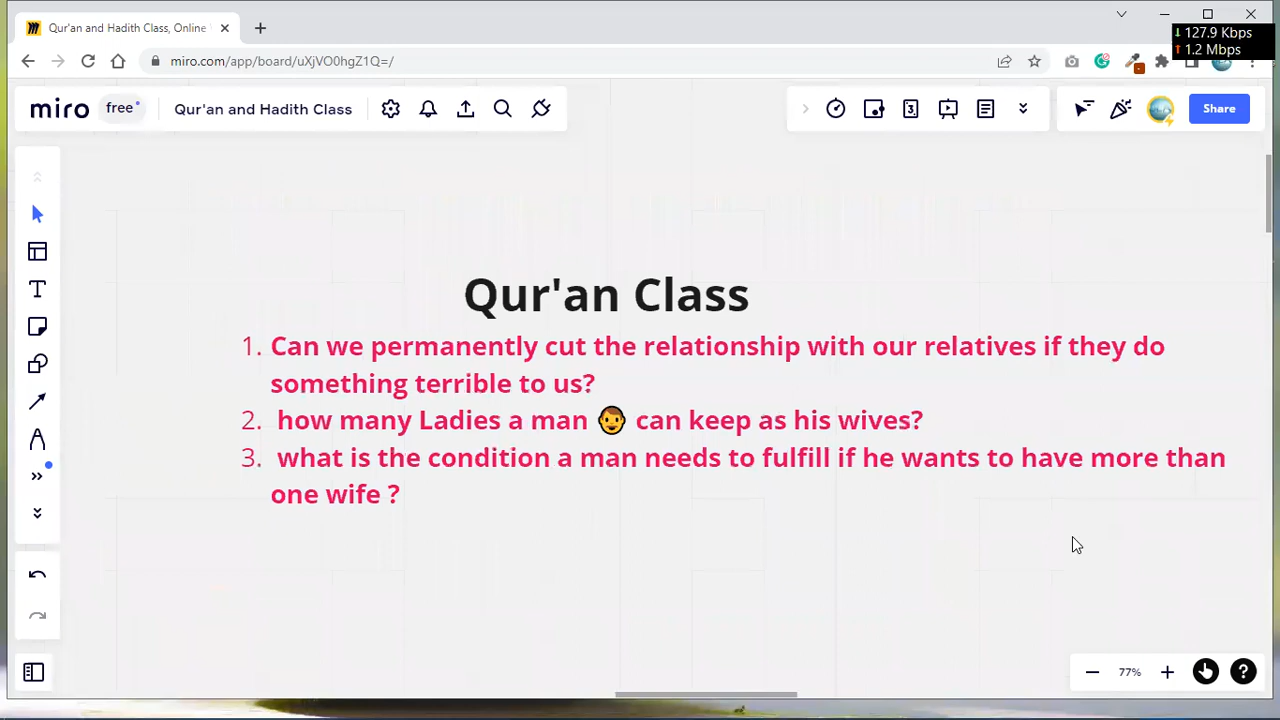 Qur'an and Hadith Class, Online
127.9 Kbps
1.2 Mbps
miro.com/app/board/uXjVO0hgZ1Q=/
miro free Qur'an and Hadith Class Share
Qur'an Class
1. Can we permanently cut the relationship with our relatives if they do
something terrible to us?
2. how many Ladies a man 👨 can keep as his wives?
3. what is the condition a man needs to fulfill if he wants to have more than
one wife ?
77%